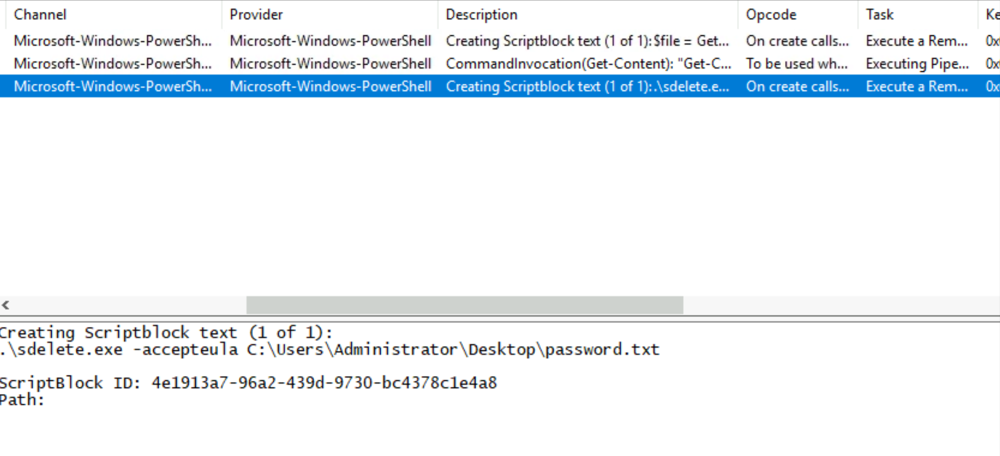 Channel Provider Description Opcode Task Ke
Microsoft-Windows-PowerSh... Microsoft-Windows-PowerShell Creating Scriptblock text (1 of 1): $file = Get... On create calls... Execute a Rem... 0x
Microsoft-Windows-PowerSh... Microsoft-Windows-PowerShell CommandInvocation(Get-Content): "Get-C... To be used wh... Executing Pipe... 0x
Microsoft-Windows-PowerSh... Microsoft-Windows-PowerShell Creating Scriptblock text (1 of 1): .\sdelete.e... On create calls... Execute a Rem... 0x
Creating Scriptblock text (1 of 1):
.\sdelete.exe -accepteula C:\Users\Administrator\Desktop\password.txt
ScriptBlock ID: 4e1913a7-96a2-439d-9730-bc4378c1e4a8
Path: